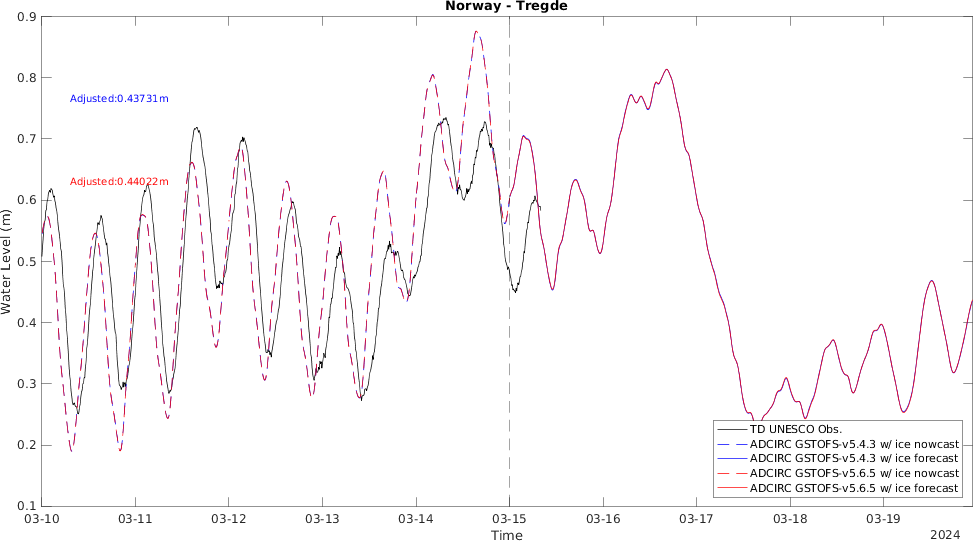 Norway - Tregde
0.9
0.8
0.7
0.6
0.5
0.4
0.3
0.2
0.1
Water Level (m)
Adjusted:0.43731m
Adjusted:0.44022m
TD UNESCO Obs.
ADCIRC GSTOFS-v5.4.3 w/ ice nowcast
ADCIRC GSTOFS-v5.4.3 w/ ice forecast
ADCIRC GSTOFS-v5.6.5 w/ ice nowcast
ADCIRC GSTOFS-v5.6.5 w/ ice forecast
03-10 03-11 03-12 03-13 03-14 03-15 03-16 03-17 03-18 03-19
Time
2024